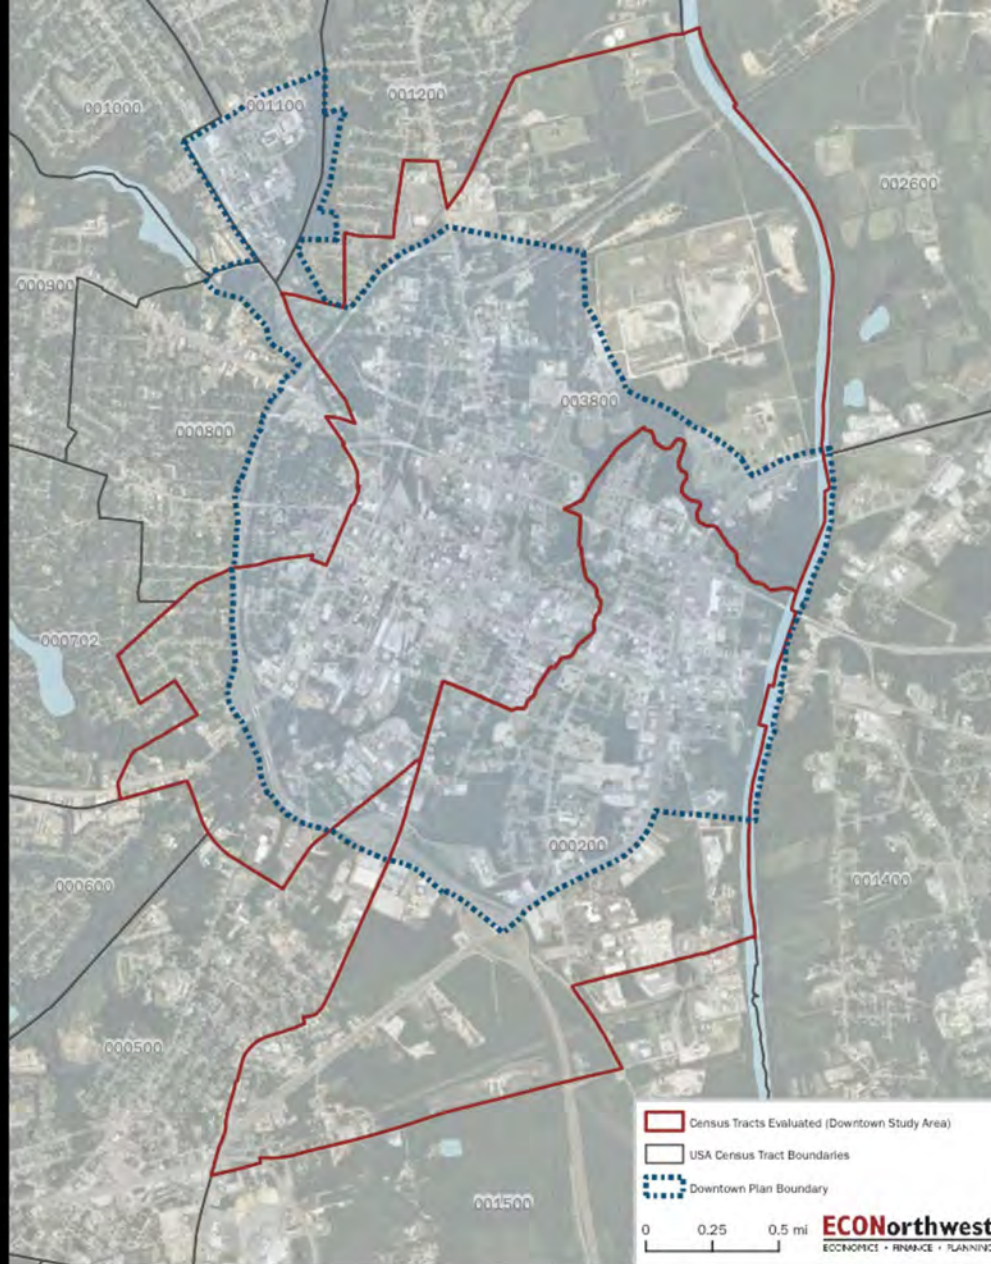 001000
001100
001200
002600
000900
003800
000800
000702
000200
000600
001400
000500
001500
Census Tracts Evaluated (Downtown Study Area)
USA Census Tract Boundaries
Downtown Plan Boundary
0 0.25 0.5 mi
ECONorthwest
ECONOMICS • FINANCE • PLANNING